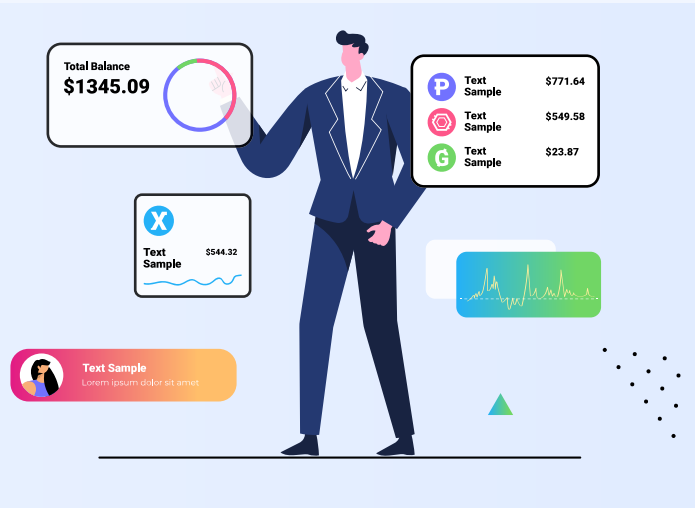 Total Balance
$1345.09
P
Text
Sample
$771.64
Text
Sample
$549.58
G
Text
Sample
$23.87
X
Text
Sample
$544.32
Text Sample
Lorem ipsum dolor sit amet